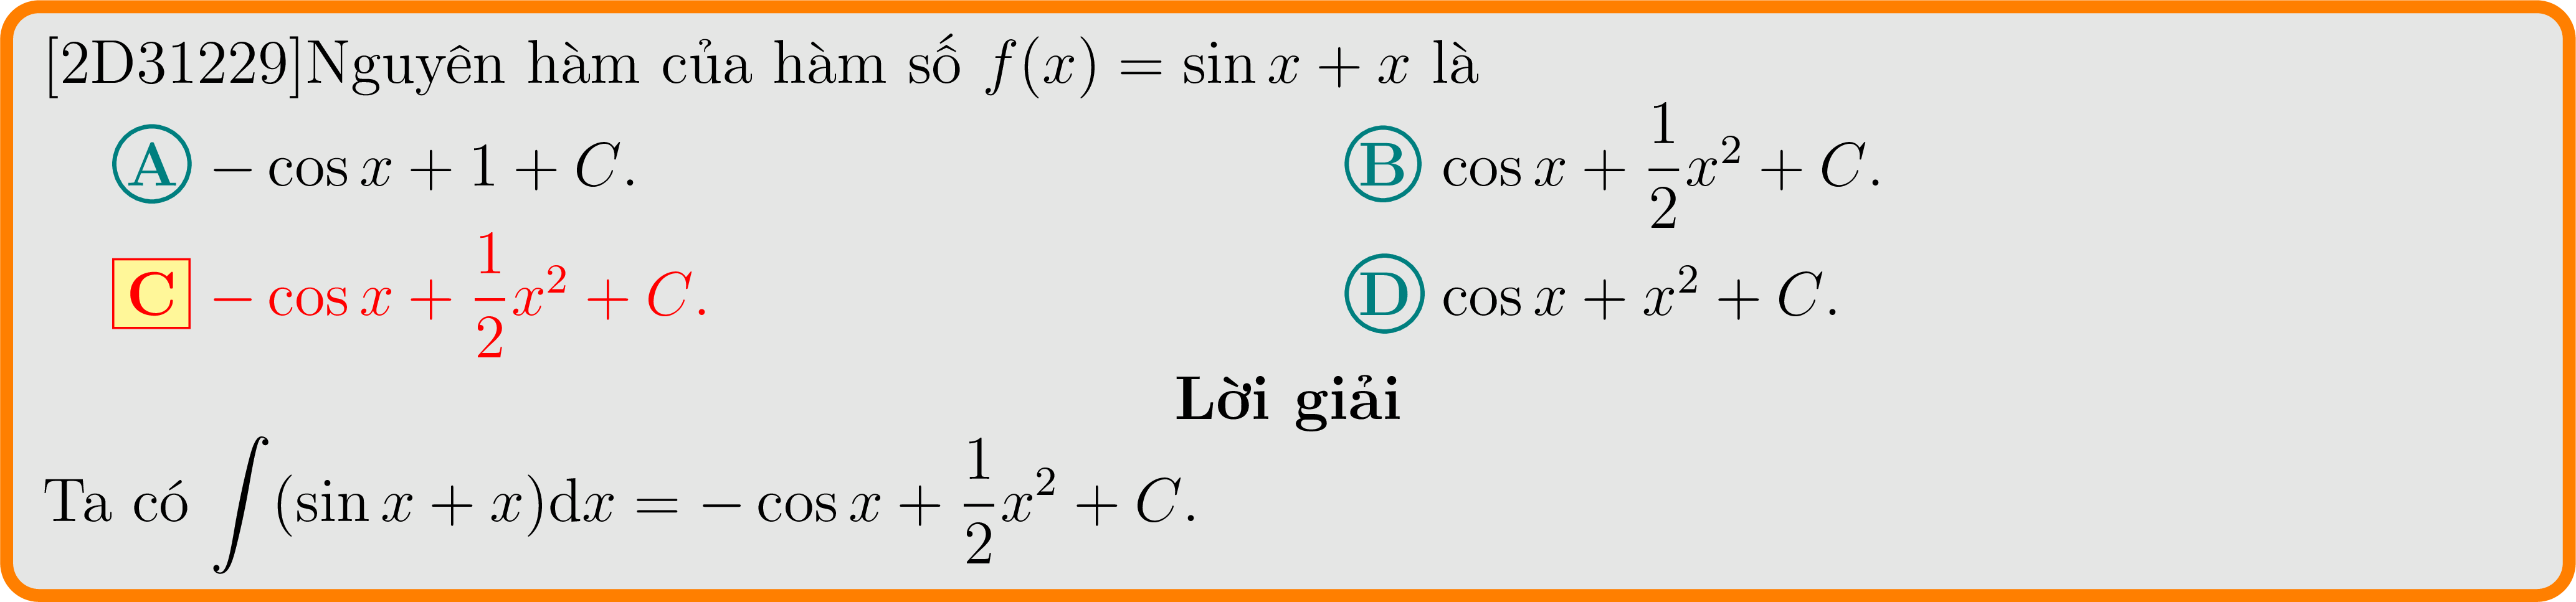 [2D31229]Nguyên hàm của hàm số $f(x) = \sin x + x$ là
A $-\cos x + 1 + C.$ B $\cos x + \frac{1}{2}x^2 + C.$
C $-\cos x + \frac{1}{2}x^2 + C.$ D $\cos x + x^2 + C.$
Lời giải
Ta có $\int (\sin x + x)\mathrm{d}x = -\cos x + \frac{1}{2}x^2 + C.$